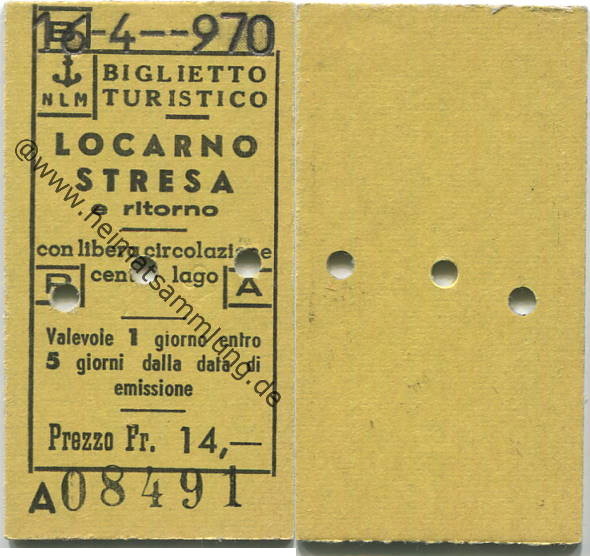 16-4--970
B
NLM
BIGLIETTO
TURISTICO
LOCARNO
STRESA
e ritorno
con libera circolazione
centro lago
R A
Valevole 1 giorno entro
5 giorni dalla data di
emissione
Prezzo Fr. 14,—
A08491
@www.heimatsammlung.de